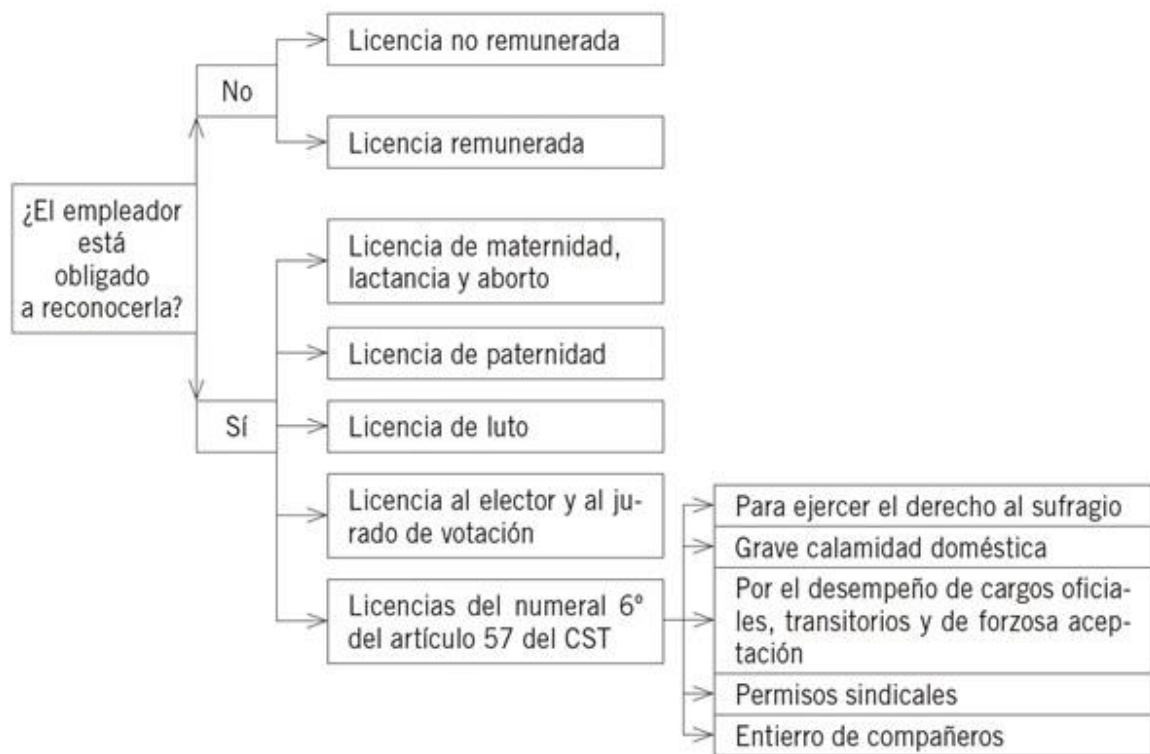 Licencia no remunerada
No
Licencia remunerada
¿El empleador
está
obligado
a reconocerla?
Licencia de maternidad,
lactancia y aborto
Licencia de paternidad
Sí
Licencia de luto
Licencia al elector y al ju-
rado de votación
Licencias del numeral 6º
del artículo 57 del CST
Para ejercer el derecho al sufragio
Grave calamidad doméstica
Por el desempeño de cargos oficia-
les, transitorios y de forzosa acep-
tación
Permisos sindicales
Entierro de compañeros